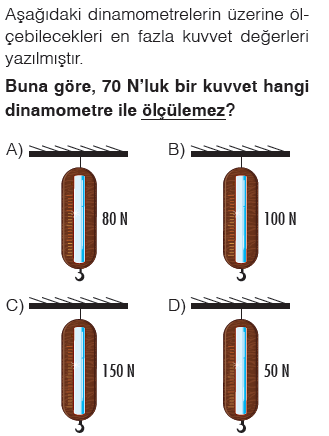 Aşağıdaki dinamometrelerin üzerine öl-
çebilecekleri en fazla kuvvet değerleri
yazılmıştır.
Buna göre, 70 N'luk bir kuvvet hangi
dinamometre ile ölçülemez?
A)
80 N
B)
100 N
C)
150 N
D)
50 N